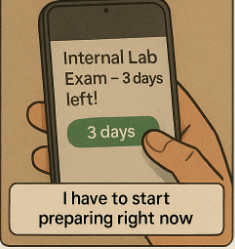 Internal Lab
Exam – 3 days
left!
3 days
I have to start
preparing right now